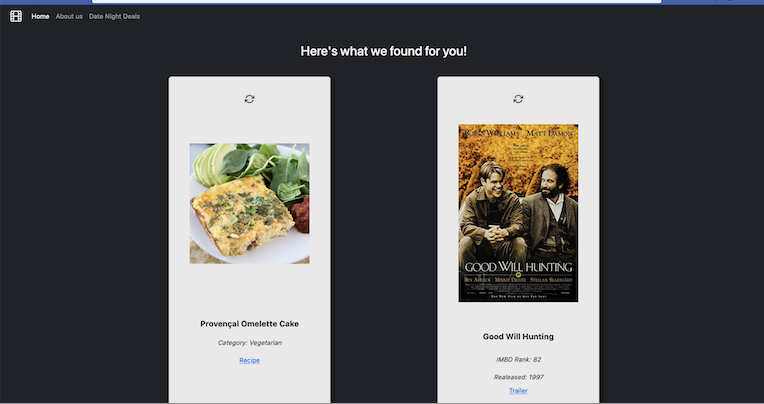 Home About us Date Night Deals
Here's what we found for you!
Provençal Omelette Cake
Category: Vegetarian
Recipe
ROBIN WILLIAMS MATT DAMON
GOOD WILL HUNTING
BEN AFFLECK MINNIE DRIVER STELLAN SKARSGÅRD
Good Will Hunting
IMBD Rank: 82
Realeased: 1997
Trailer